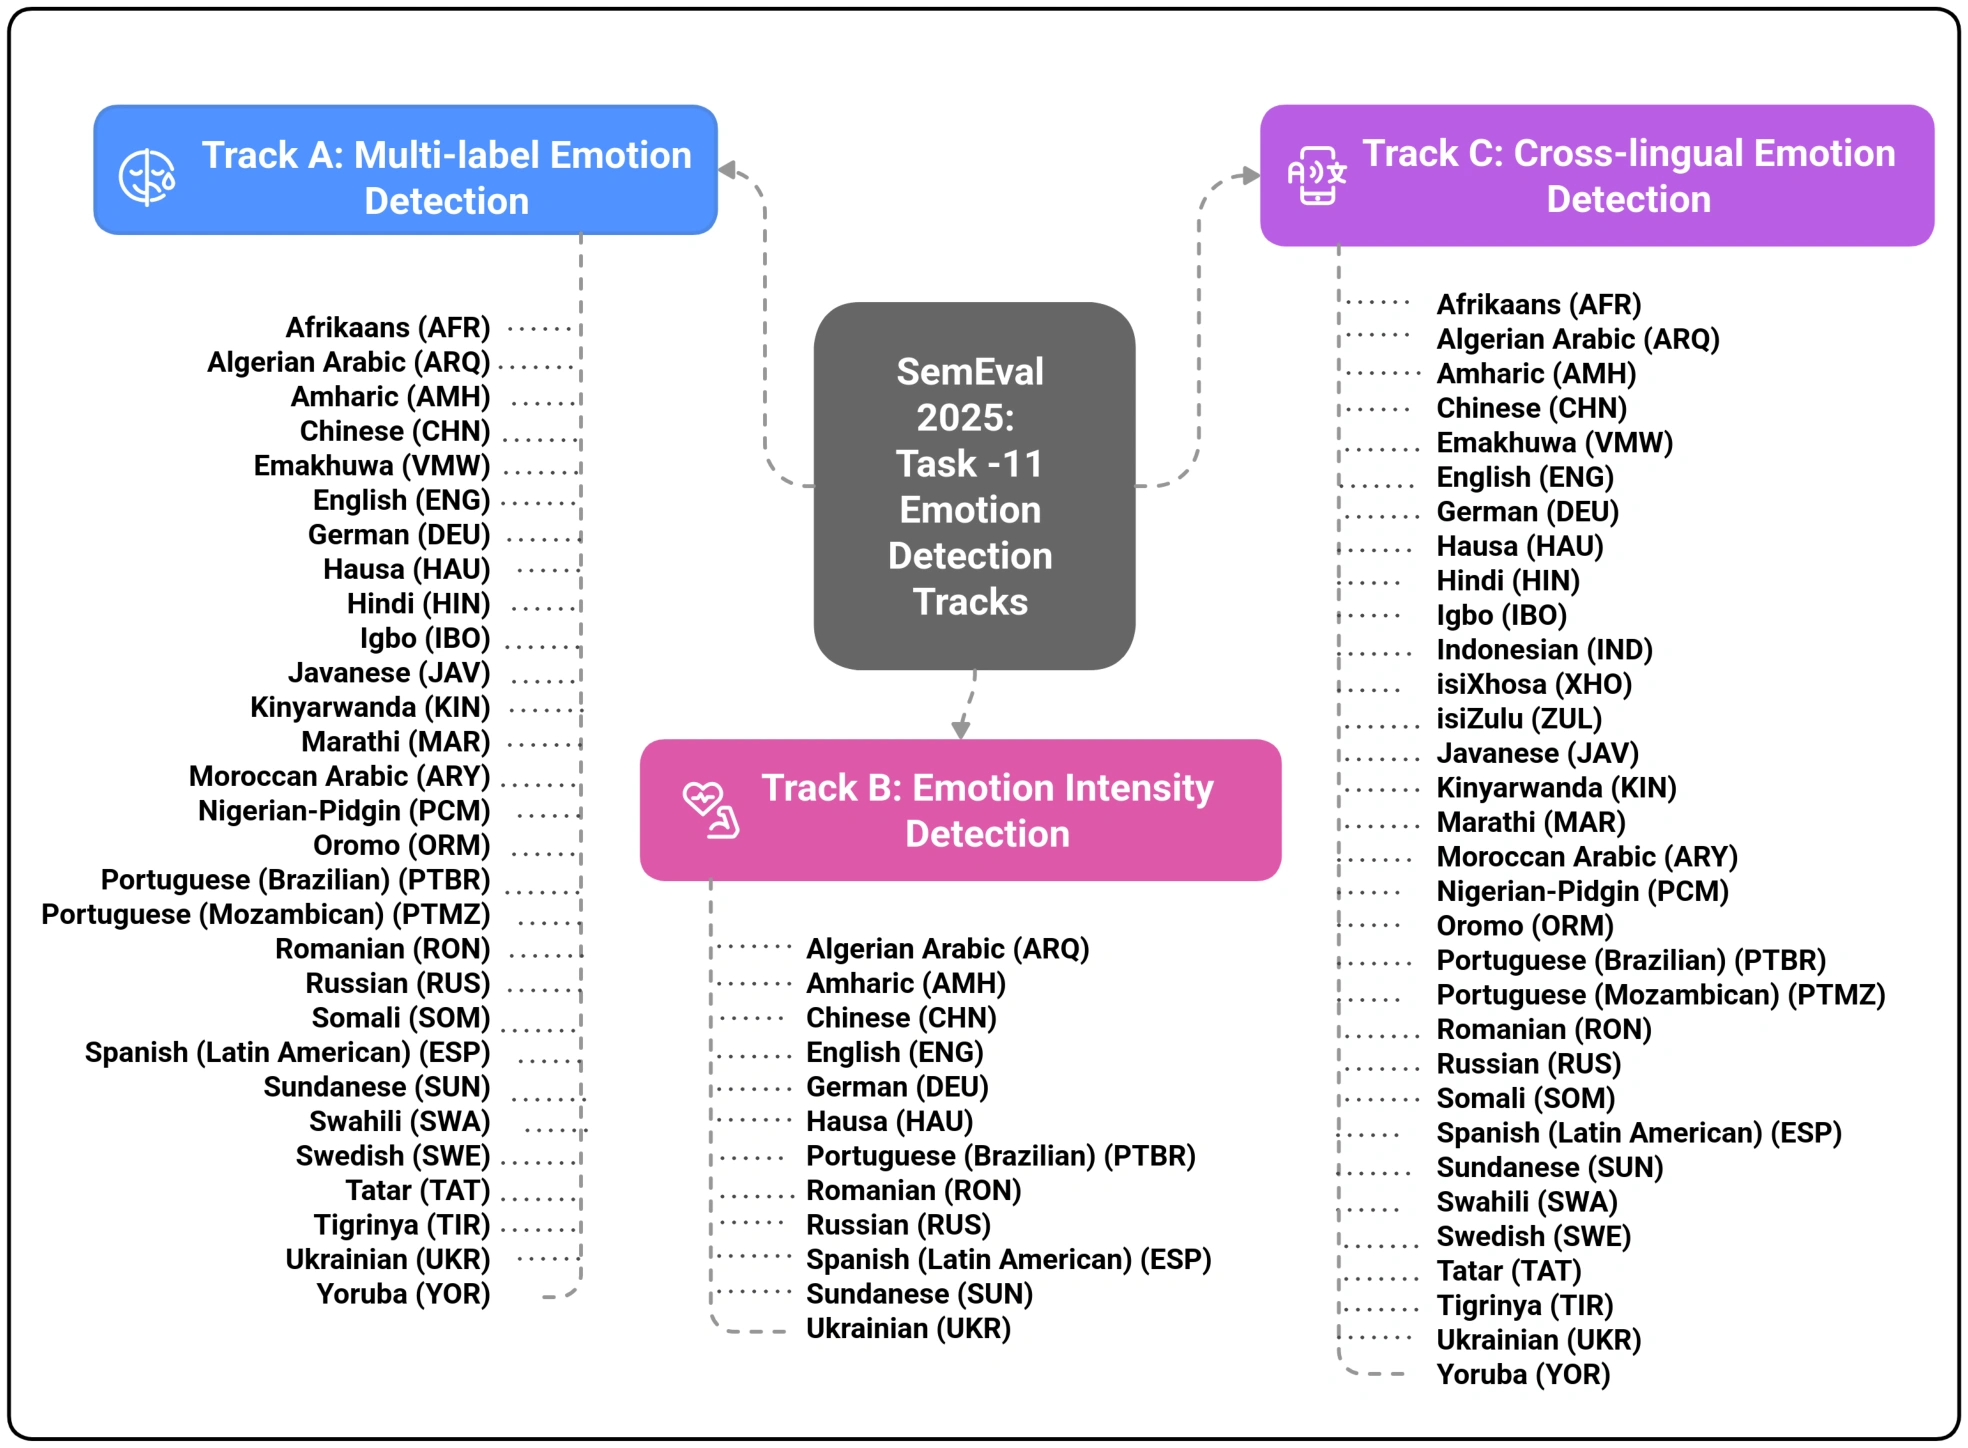 Track A: Multi-label Emotion
Detection
Afrikaans (AFR)
Algerian Arabic (ARQ)
Amharic (AMH)
Chinese (CHN)
Emakhuwa (VMW)
English (ENG)
German (DEU)
Hausa (HAU)
Hindi (HIN)
Igbo (IBO)
Javanese (JAV)
Kinyarwanda (KIN)
Marathi (MAR)
Moroccan Arabic (ARY)
Nigerian-Pidgin (PCM)
Oromo (ORM)
Portuguese (Brazilian) (PTBR)
Portuguese (Mozambican) (PTMZ)
Romanian (RON)
Russian (RUS)
Somali (SOM)
Spanish (Latin American) (ESP)
Sundanese (SUN)
Swahili (SWA)
Swedish (SWE)
Tatar (TAT)
Tigrinya (TIR)
Ukrainian (UKR)
Yoruba (YOR)
SemEval
2025:
Task -11
Emotion
Detection
Tracks
Track B: Emotion Intensity
Detection
Algerian Arabic (ARQ)
Amharic (AMH)
Chinese (CHN)
English (ENG)
German (DEU)
Hausa (HAU)
Portuguese (Brazilian) (PTBR)
Romanian (RON)
Russian (RUS)
Spanish (Latin American) (ESP)
Sundanese (SUN)
Ukrainian (UKR)
A 文
Track C: Cross-lingual Emotion
Detection
Afrikaans (AFR)
Algerian Arabic (ARQ)
Amharic (AMH)
Chinese (CHN)
Emakhuwa (VMW)
English (ENG)
German (DEU)
Hausa (HAU)
Hindi (HIN)
Igbo (IBO)
Indonesian (IND)
isiXhosa (XHO)
isiZulu (ZUL)
Javanese (JAV)
Kinyarwanda (KIN)
Marathi (MAR)
Moroccan Arabic (ARY)
Nigerian-Pidgin (PCM)
Oromo (ORM)
Portuguese (Brazilian) (PTBR)
Portuguese (Mozambican) (PTMZ)
Romanian (RON)
Russian (RUS)
Somali (SOM)
Spanish (Latin American) (ESP)
Sundanese (SUN)
Swahili (SWA)
Swedish (SWE)
Tatar (TAT)
Tigrinya (TIR)
Ukrainian (UKR)
Yoruba (YOR)